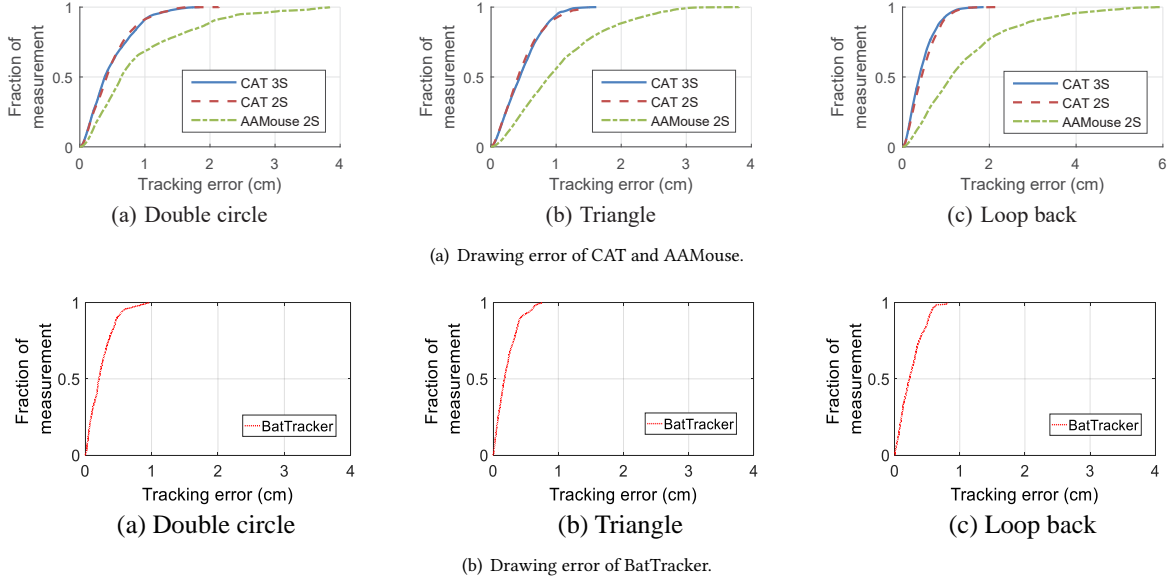 1
0.5
0
Fraction of
measurement
CAT 3S
CAT 2S
AAMouse 2S
0 1 2 3 4
Tracking error (cm)
(a) Double circle
1
0.5
0
Fraction of
measurement
CAT 3S
CAT 2S
AAMouse 2S
0 1 2 3 4
Tracking error (cm)
(b) Triangle
1
0.5
0
Fraction of
measurement
CAT 3S
CAT 2S
AAMouse 2S
0 2 4 6
Tracking error (cm)
(c) Loop back
(a) Drawing error of CAT and AAMouse.
1
0.5
0
Fraction of
measurement
BatTracker
0 1 2 3 4
Tracking error (cm)
(a) Double circle
1
0.5
0
Fraction of
measurement
BatTracker
0 1 2 3 4
Tracking error (cm)
(b) Triangle
1
0.5
0
Fraction of
measurement
BatTracker
0 1 2 3 4
Tracking error (cm)
(c) Loop back
(b) Drawing error of BatTracker.